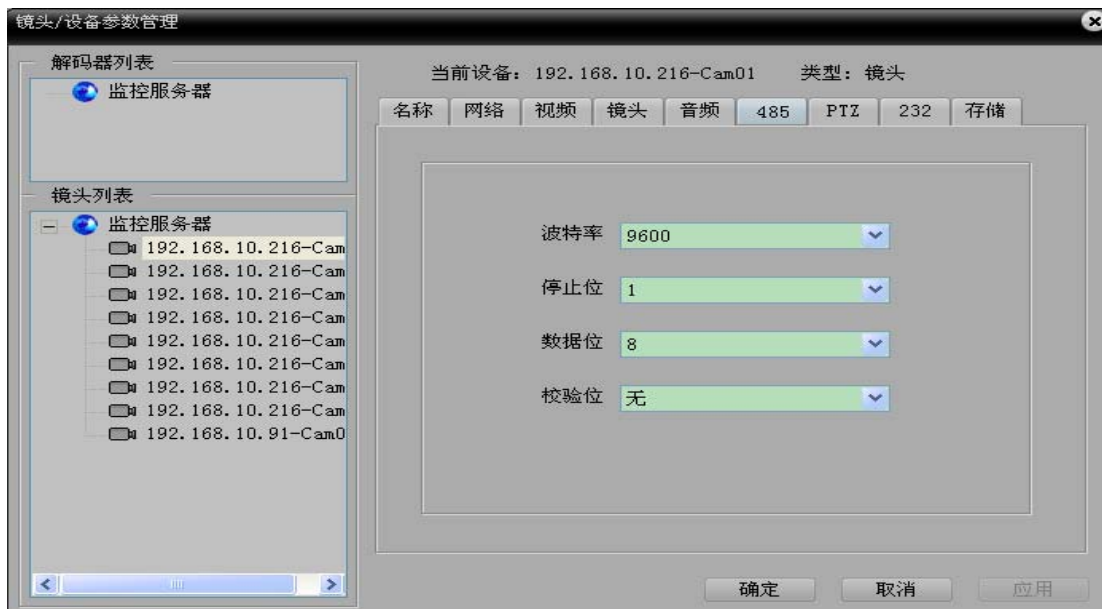 镜头/设备参数管理
解码器列表
监控服务器
镜头列表
监控服务器
192.168.10.216-Cam
192.168.10.216-Cam
192.168.10.216-Cam
192.168.10.216-Cam
192.168.10.216-Cam
192.168.10.216-Cam
192.168.10.216-Cam
192.168.10.216-Cam
192.168.10.91-Cam0
当前设备: 192.168.10.216-Cam01 类型: 镜头
名称 网络 视频 镜头 音频 485 PTZ 232 存储
波特率 9600
停止位 1
数据位 8
校验位 无
确定 取消 应用